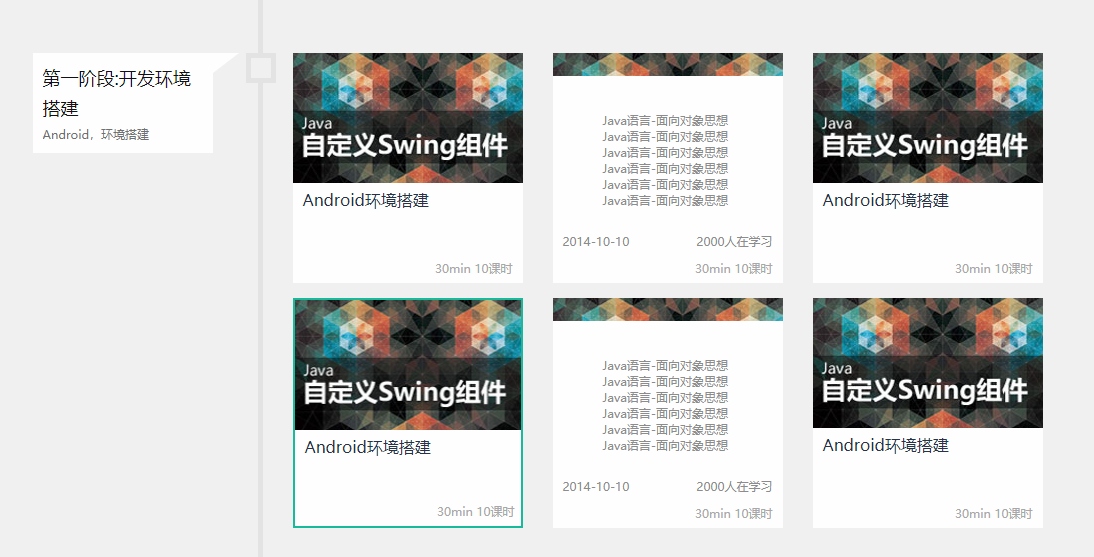 第一阶段:开发环境
搭建
Android，环境搭建
Java
自定义Swing组件
Android环境搭建
30min 10课时
Java语言-面向对象思想
Java语言-面向对象思想
Java语言-面向对象思想
Java语言-面向对象思想
Java语言-面向对象思想
Java语言-面向对象思想
2014-10-10 2000人在学习
30min 10课时
Java
自定义Swing组件
Android环境搭建
30min 10课时
Java
自定义Swing组件
Android环境搭建
30min 10课时
Java语言-面向对象思想
Java语言-面向对象思想
Java语言-面向对象思想
Java语言-面向对象思想
Java语言-面向对象思想
Java语言-面向对象思想
2014-10-10 2000人在学习
30min 10课时
Java
自定义Swing组件
Android环境搭建
30min 10课时